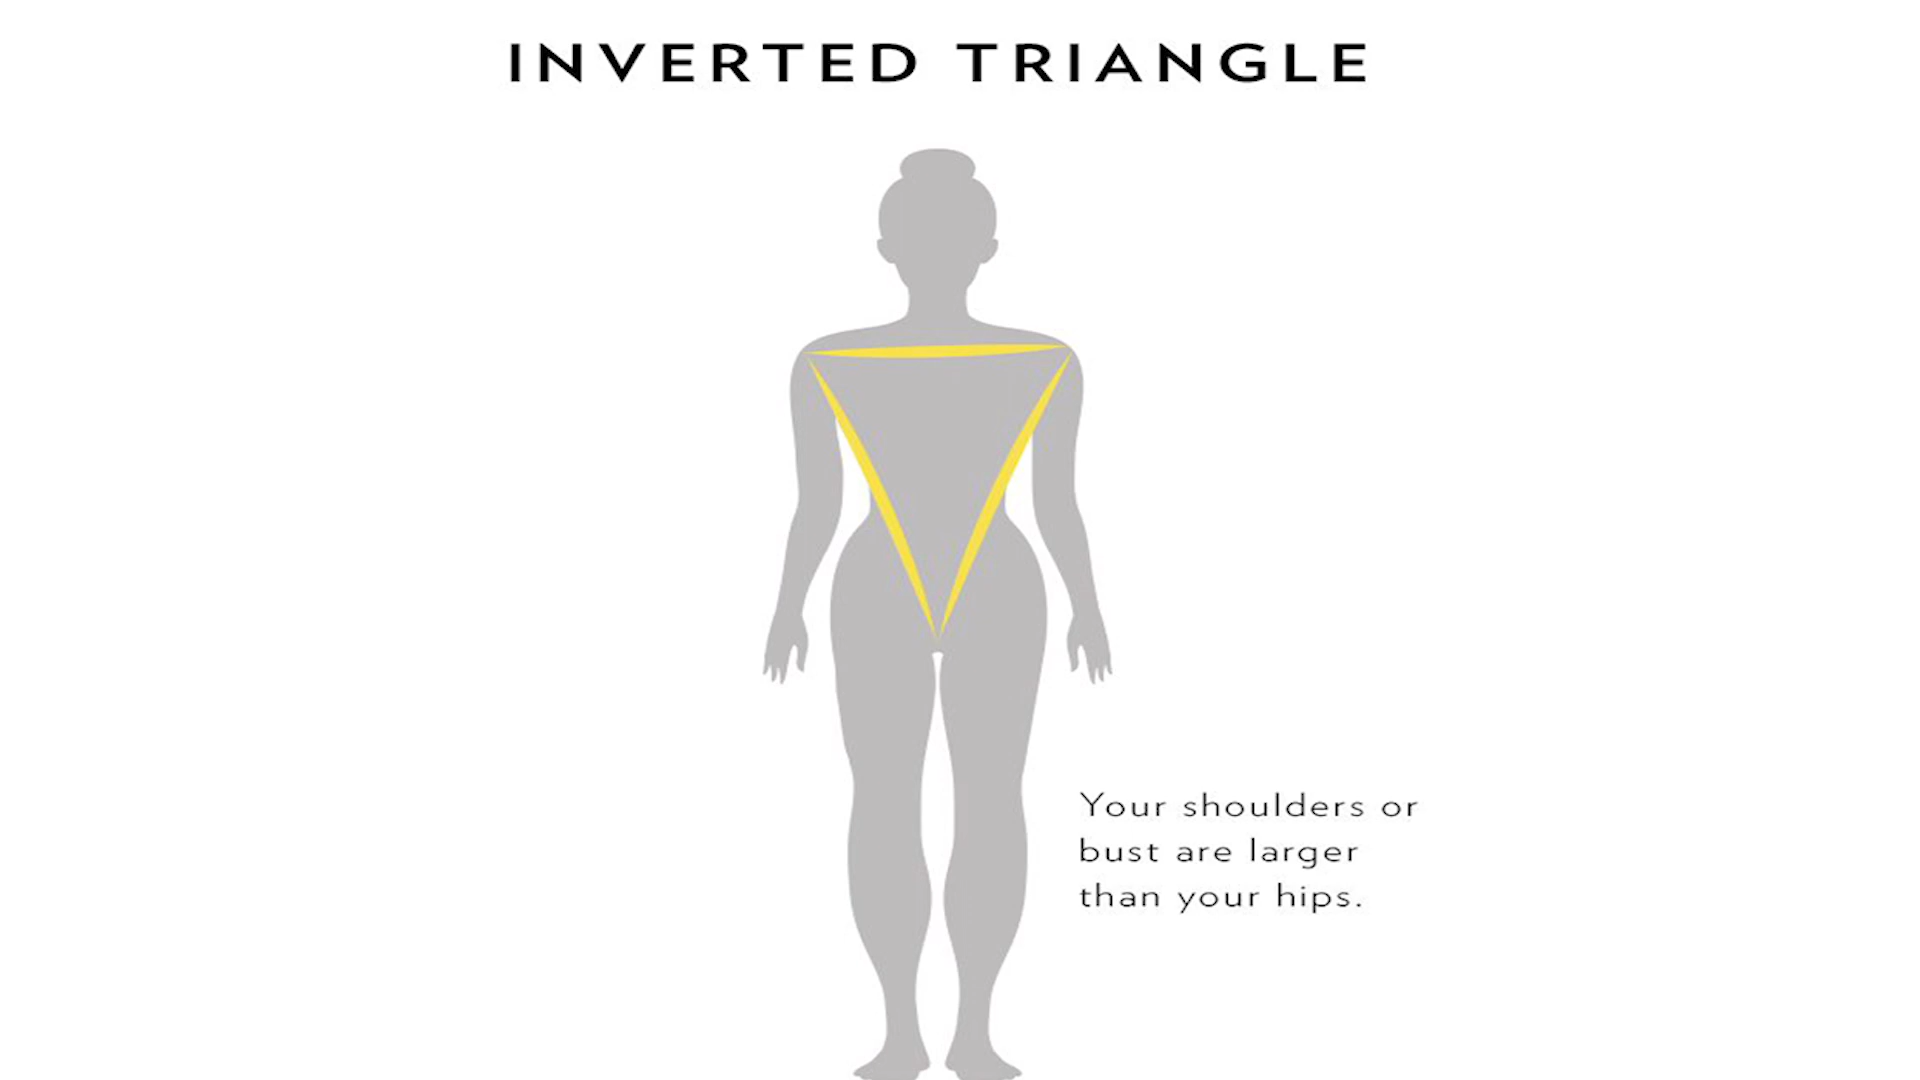 INVERTED TRIANGLE
Your shoulders or
bust are larger
than your hips.